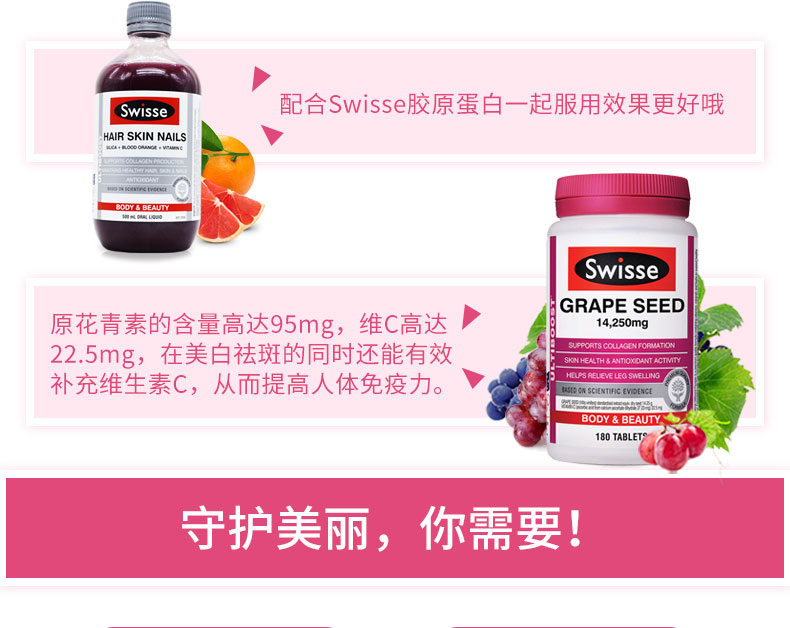 Swisse
HAIR SKIN NAILS
SILICA + BLOOD ORANGE + VITAMIN C
SUPPORTS COLLAGEN PRODUCTION
HEALTHY HAIR, SKIN & NAILS
ANTIOXIDANT
BASED ON SCIENTIFIC EVIDENCE
BODY & BEAUTY
500 mL ORAL LIQUID
配合Swisse胶原蛋白一起服用效果更好哦
原花青素的含量高达95mg，维C高达
22.5mg，在美白祛斑的同时还能有效
补充维生素C，从而提高人体免疫力。
Swisse
ULTIBOOST
GRAPE SEED
14,250mg
SUPPORTS COLLAGEN FORMATION
SKIN HEALTH & ANTIOXIDANT ACTIVITY
HELPS RELIEVE LEG SWELLING
BASED ON SCIENTIFIC EVIDENCE
BODY & BEAUTY
180 TABLETS
守护美丽，你需要！